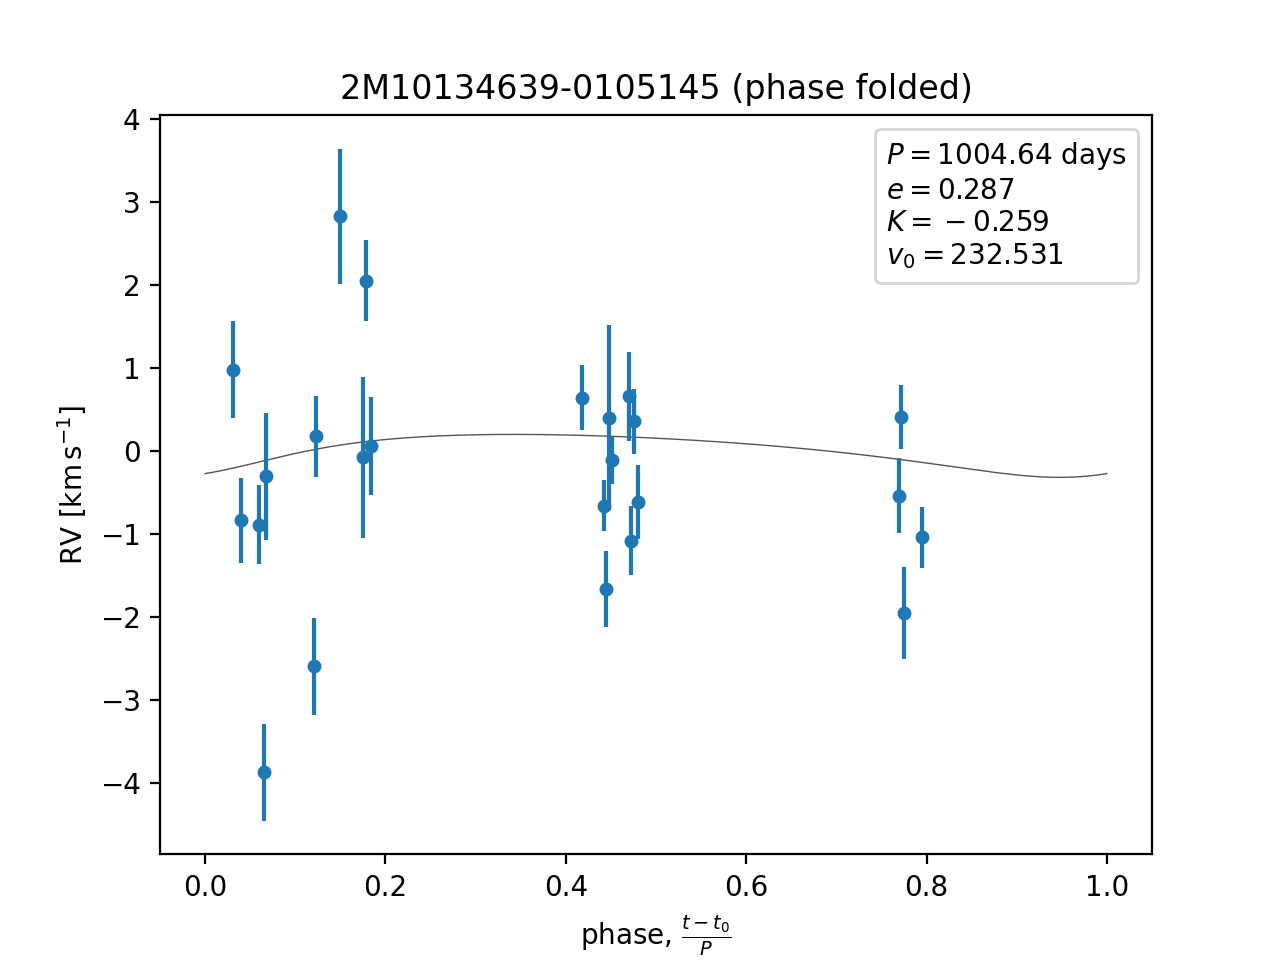 2M10134639-0105145 (phase folded)
P = 1004.64 days
e = 0.287
K = −0.259
v₀ = 232.531
RV [km s⁻¹]
4
3
2
1
0
−1
−2
−3
−4
0.0 0.2 0.4 0.6 0.8 1.0
phase, (t − t₀)/P